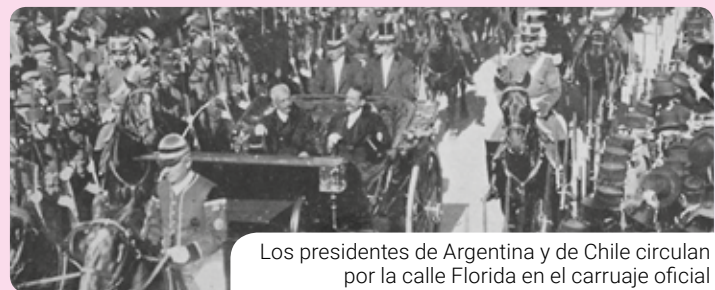 Los presidentes de Argentina y de Chile circulan
por la calle Florida en el carruaje oficial